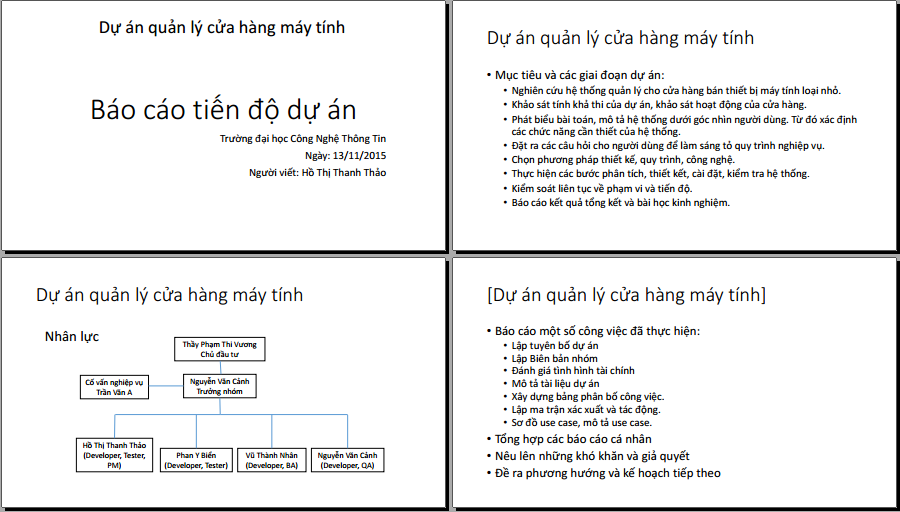 Dự án quản lý cửa hàng máy tính
Báo cáo tiến độ dự án
Trường đại học Công Nghệ Thông Tin
Ngày: 13/11/2015
Người viết: Hồ Thị Thanh Thảo
Dự án quản lý cửa hàng máy tính
• Mục tiêu và các giai đoạn dự án:
• Nghiên cứu hệ thống quản lý cho cửa hàng bán thiết bị máy tính loại nhỏ.
• Khảo sát tính khả thi của dự án, khảo sát hoạt động của cửa hàng.
• Phát biểu bài toán, mô tả hệ thống dưới góc nhìn người dùng. Từ đó xác định
các chức năng cần thiết của hệ thống.
• Đặt ra các câu hỏi cho người dùng để làm sáng tỏ quy trình nghiệp vụ.
• Chọn phương pháp thiết kế, quy trình, công nghệ.
• Thực hiện các bước phân tích, thiết kết, cài đặt, kiểm tra hệ thống.
• Kiểm soát liên tục về phạm vi và tiến độ.
• Báo cáo kết quả tổng kết và bài học kinh nghiệm.
Dự án quản lý cửa hàng máy tính
Nhân lực
Thầy Phạm Thi Vương
Chủ đầu tư
Cố vấn nghiệp vụ
Trần Văn A
Nguyễn Văn Cảnh
Trưởng nhóm
Hồ Thị Thanh Thảo
(Developer, Tester,
PM)
Phan Y Biển
(Developer, Tester)
Vũ Thành Nhân
(Developer, BA)
Nguyễn Văn Cảnh
(Developer, QA)
[Dự án quản lý cửa hàng máy tính]
• Báo cáo một số công việc đã thực hiện:
• Lập tuyên bố dự án
• Lập Biên bản nhóm
• Đánh giá tình hình tài chính
• Mô tả tài liệu dự án
• Xây dựng bảng phân bố công việc.
• Lập ma trận xác xuất và tác động.
• Sơ đồ use case, mô tả use case.
• Tổng hợp các báo cáo cá nhân
• Nêu lên những khó khăn và giả quyết
• Đề ra phương hướng và kế hoạch tiếp theo